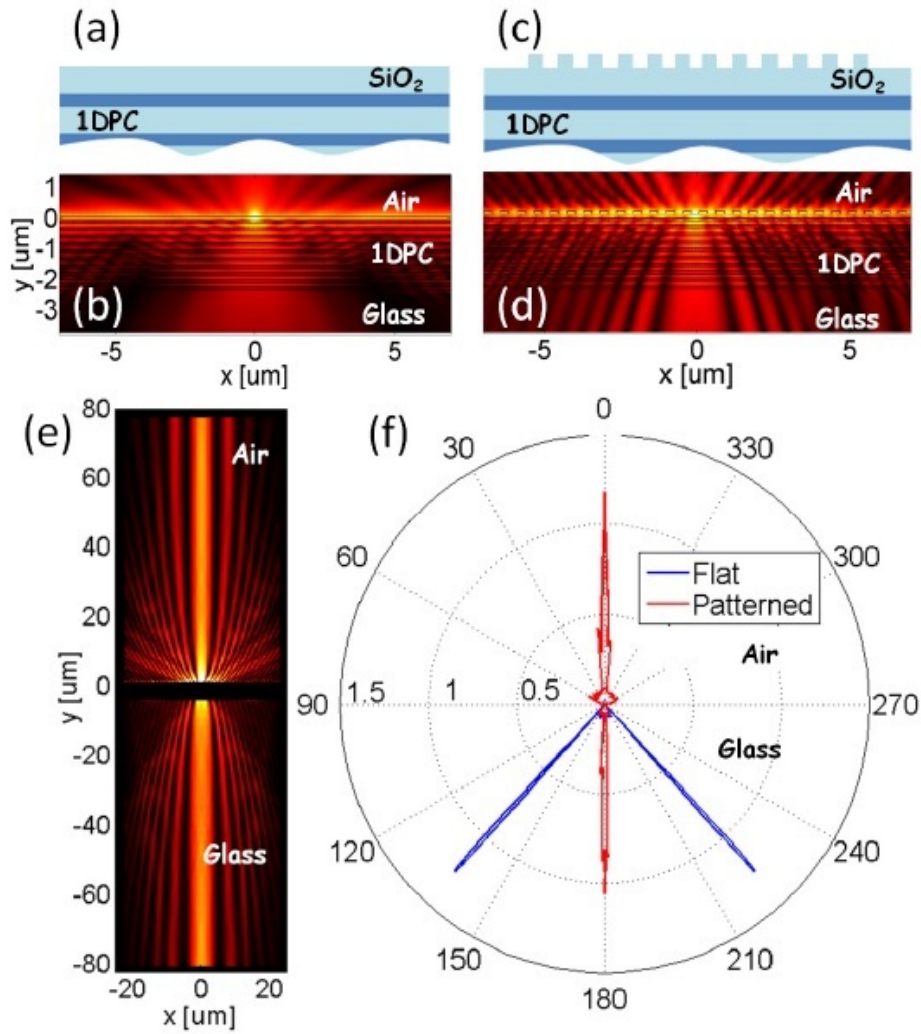 (a)
SiO2
1DPC
(c)
SiO2
1DPC
1
0
-1
-2
-3
y [um]
Air
1DPC
Glass
(b)
-5
0
5
x [um]
Air
1DPC
Glass
(d)
-5
0
5
x [um]
(e)
80
60
40
20
0
-20
-40
-60
-80
y [um]
Air
Glass
-20
0
20
x [um]
(f)
0
30
330
60
300
Flat
Patterned
Air
90
1.5
1
0.5
270
Glass
120
240
150
210
180